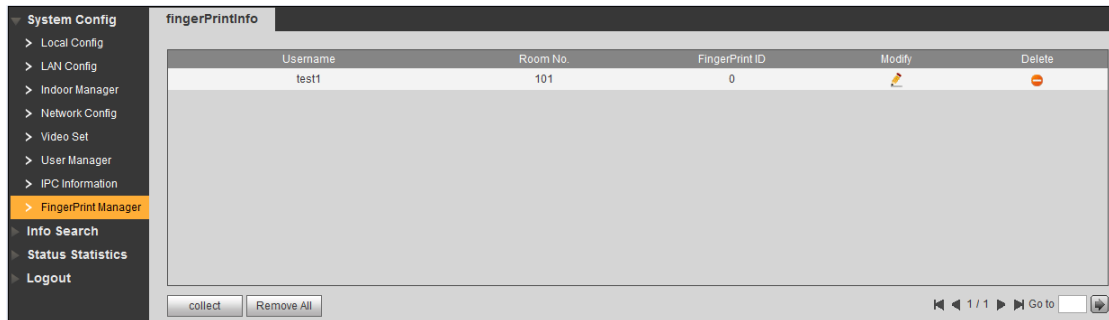 System Config
> Local Config
> LAN Config
> Indoor Manager
> Network Config
> Video Set
> User Manager
> IPC Information
> FingerPrint Manager
Info Search
Status Statistics
Logout
fingerPrintInfo
Username Room No. FingerPrint ID Modify Delete
test1 101 0
collect Remove All 1 / 1 Go to